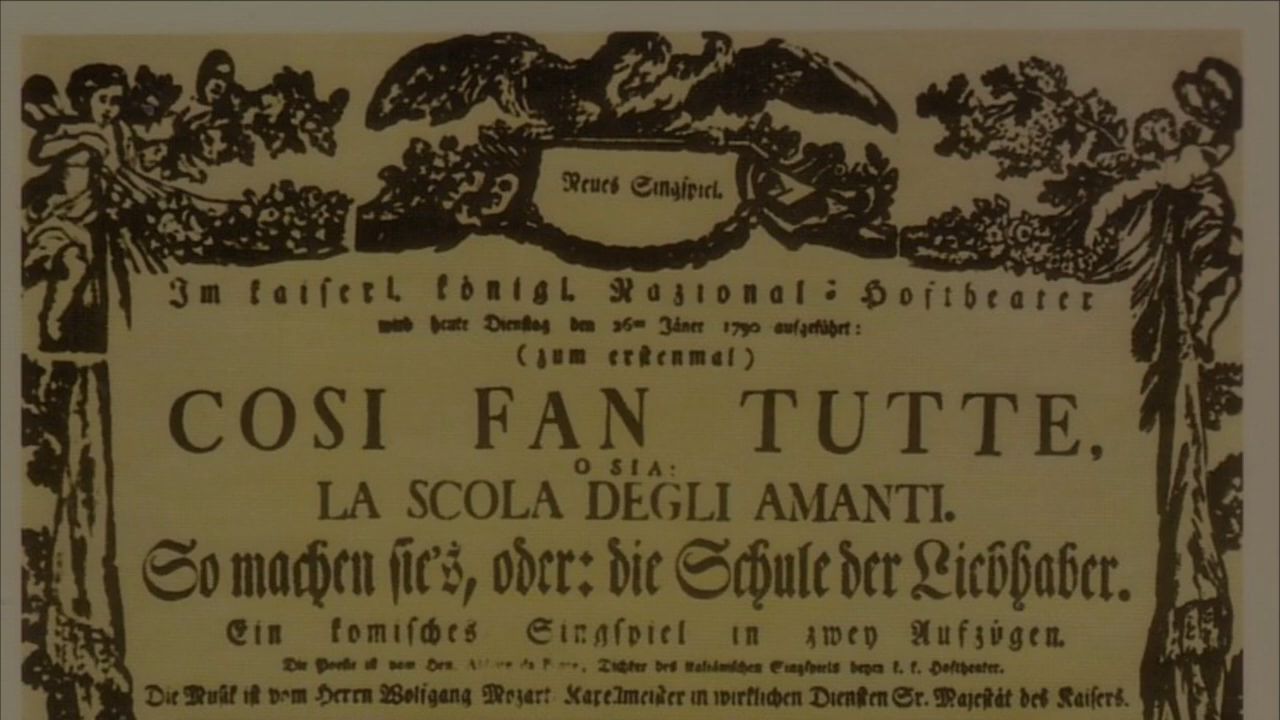 Neues Singspiel.
Im kaiserl. königl. Nazional-Hoftheater
wird heute Dienstag den 26ten Jäner 1790 aufgeführt:
(zum erstenmal)
COSI FAN TUTTE,
O SIA:
LA SCOLA DEGLI AMANTI.
So machen sie's, oder: die Schule der Liebhaber.
Ein komisches Singspiel in zwey Aufzügen.
Die Poesie ist vom Hrn. Dichter des italiänischen Singspiels beym k. k. Hoftheater.
Die Musik ist vom Herrn Wolfgang Mozart Kapellmeister in wirklichen Diensten Sr. Majestät des Kaisers.